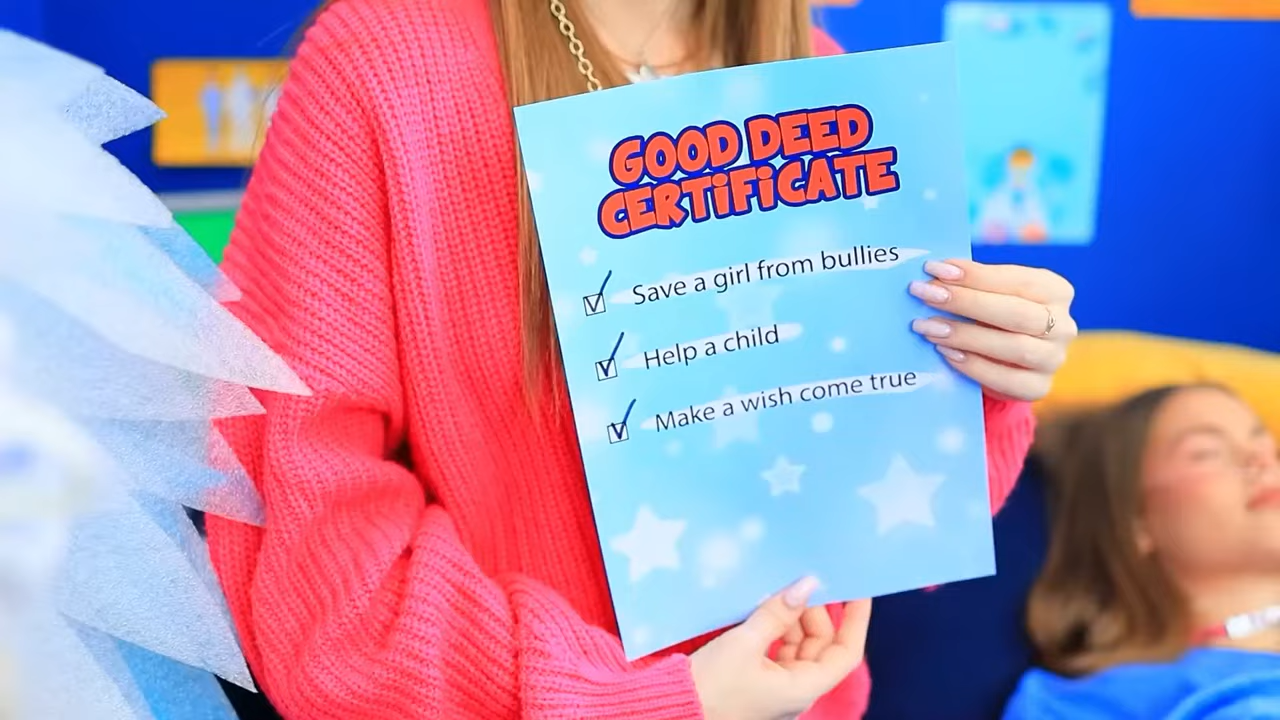 GOOD DEED
CERTiFiCATE
Save a girl from bullies
Help a child
Make a wish come true